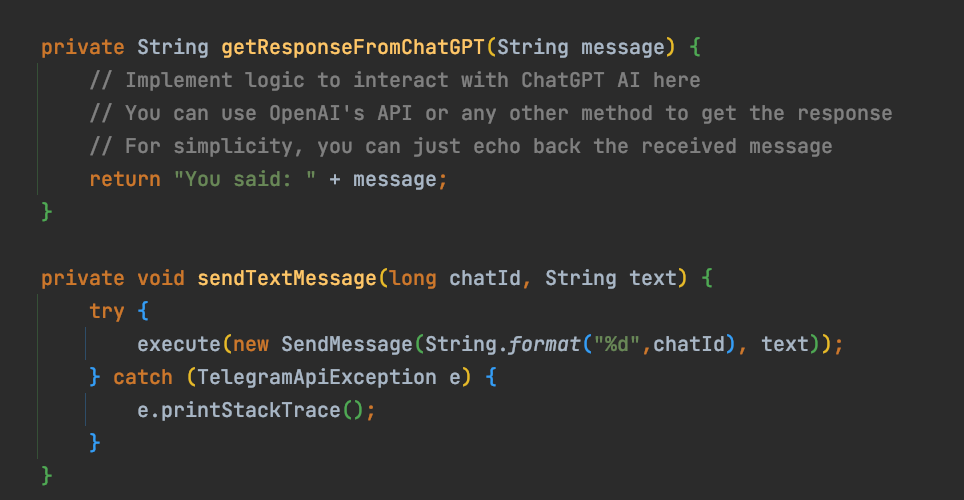 private String getResponseFromChatGPT(String message) {
    // Implement logic to interact with ChatGPT AI here
    // You can use OpenAI's API or any other method to get the response
    // For simplicity, you can just echo back the received message
    return "You said: " + message;
}

private void sendTextMessage(long chatId, String text) {
    try {
        execute(new SendMessage(String.format("%d",chatId), text));
    } catch (TelegramApiException e) {
        e.printStackTrace();
    }
}